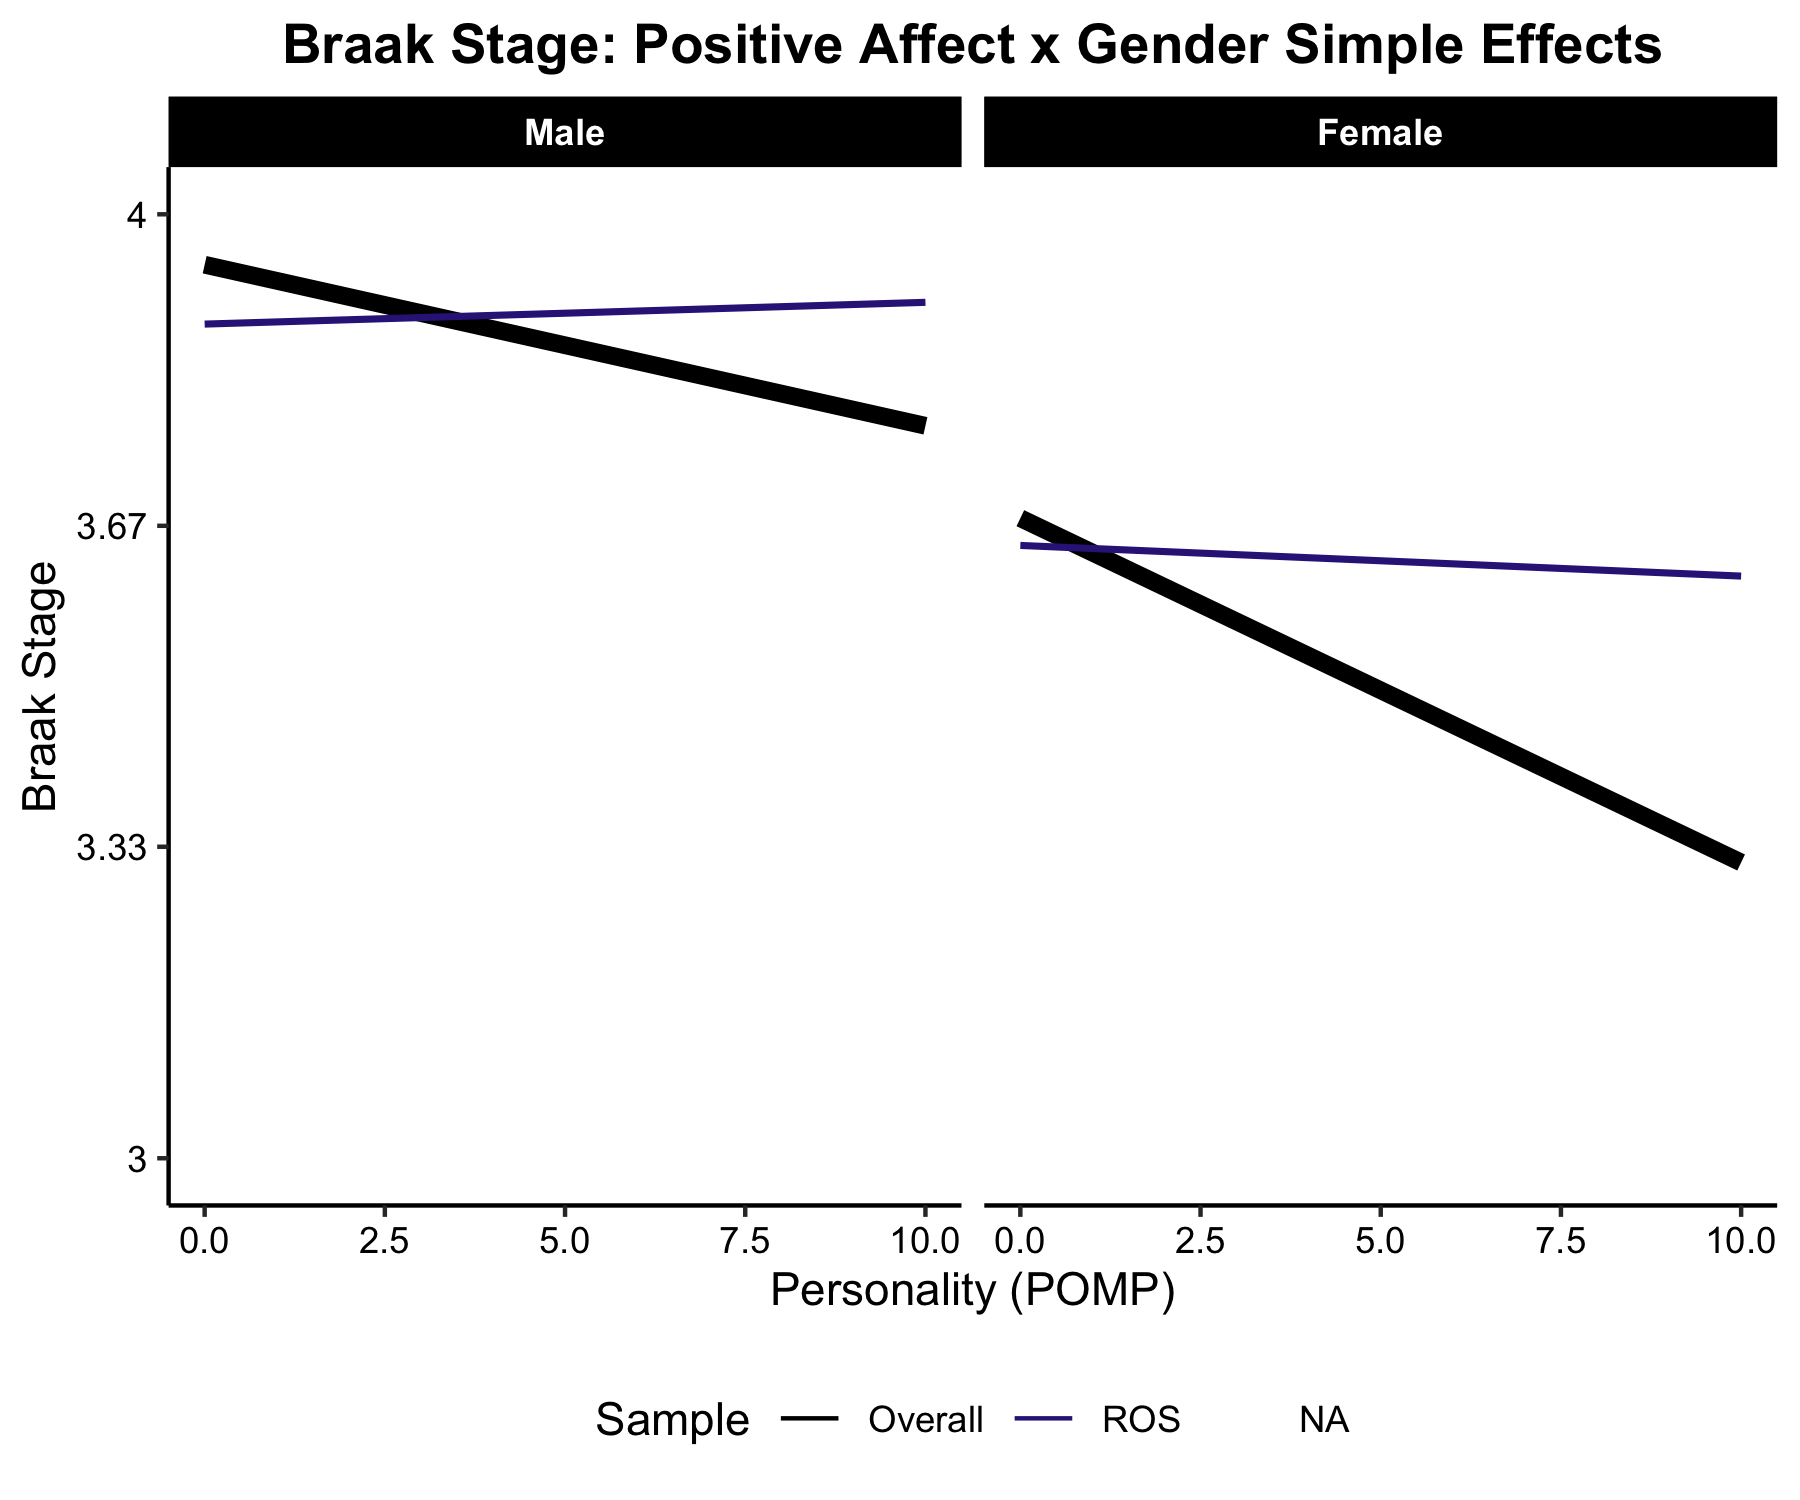 Braak Stage: Positive Affect x Gender Simple Effects
Male
Female
Braak Stage
4
3.67
3.33
3
0.0 2.5 5.0 7.5 10.0
0.0 2.5 5.0 7.5 10.0
Personality (POMP)
Sample Overall ROS NA